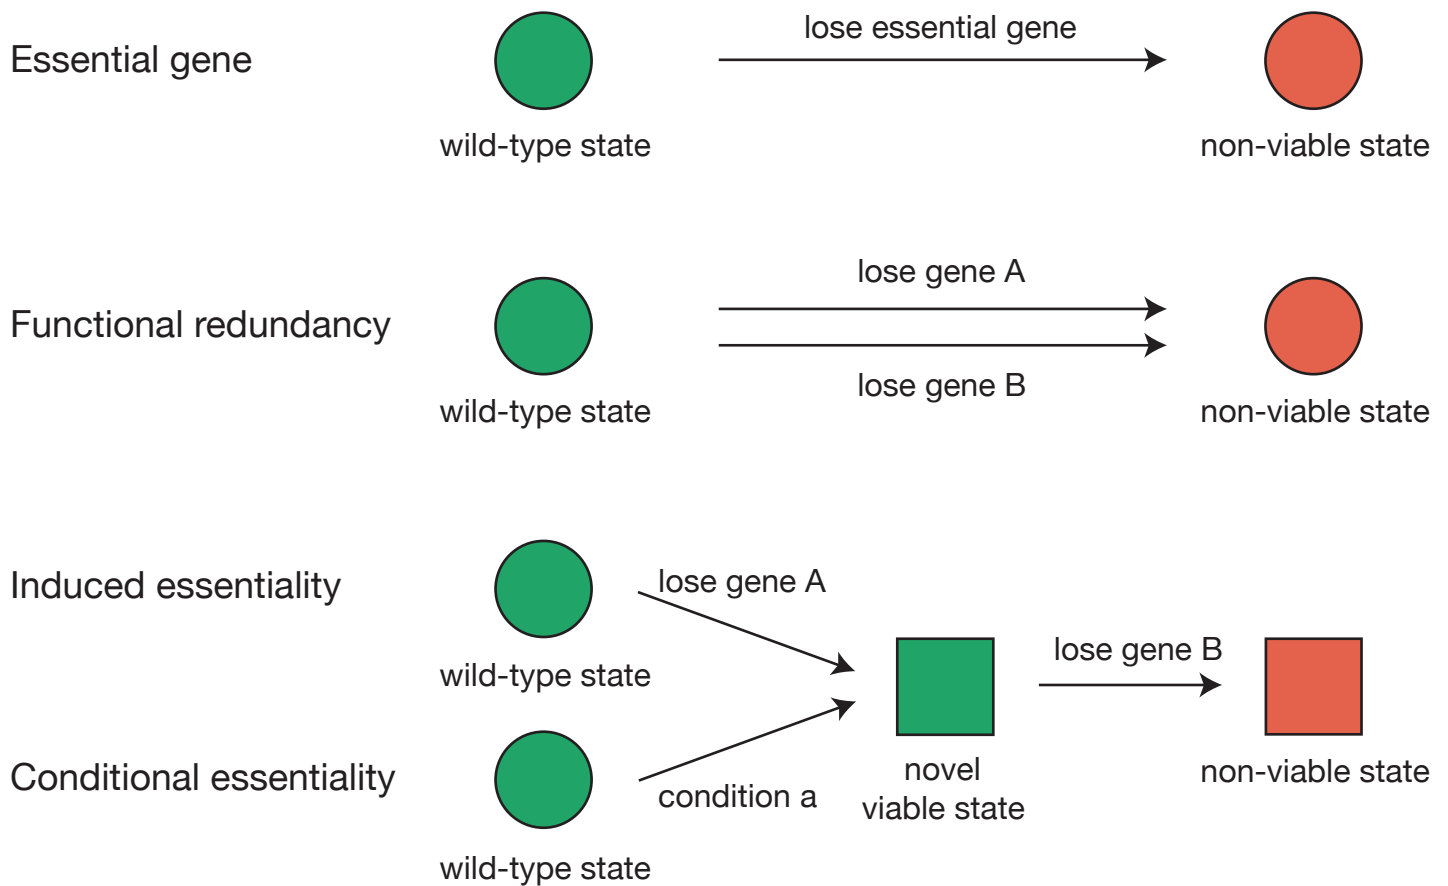 Essential gene
lose essential gene
wild-type state
non-viable state
Functional redundancy
lose gene A
lose gene B
wild-type state
non-viable state
Induced essentiality
lose gene A
wild-type state
lose gene B
Conditional essentiality
condition a
novel
viable state
non-viable state
wild-type state